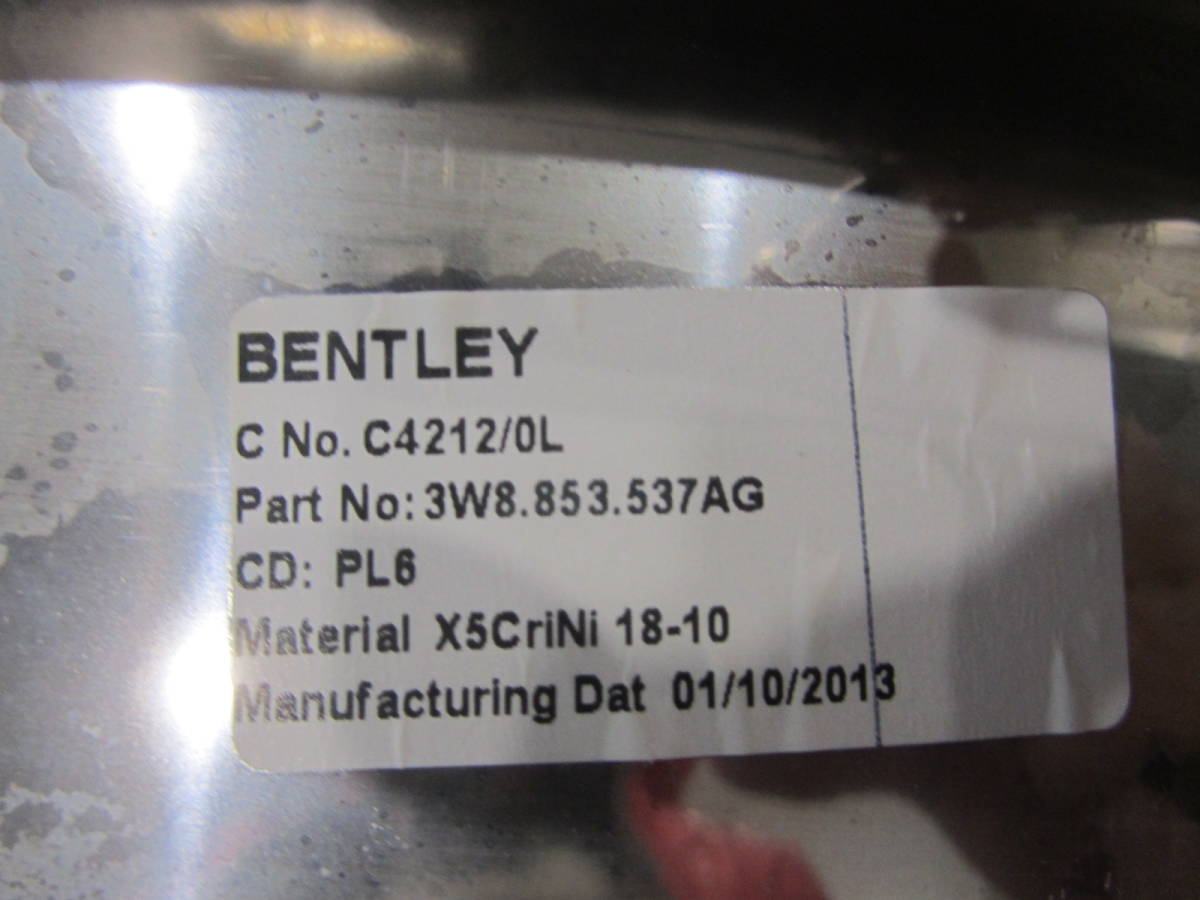 BENTLEY
C No. C4212/0L
Part No: 3W8.853.537AG
CD: PL6
Material X5CriNi 18-10
Manufacturing Dat 01/10/2013